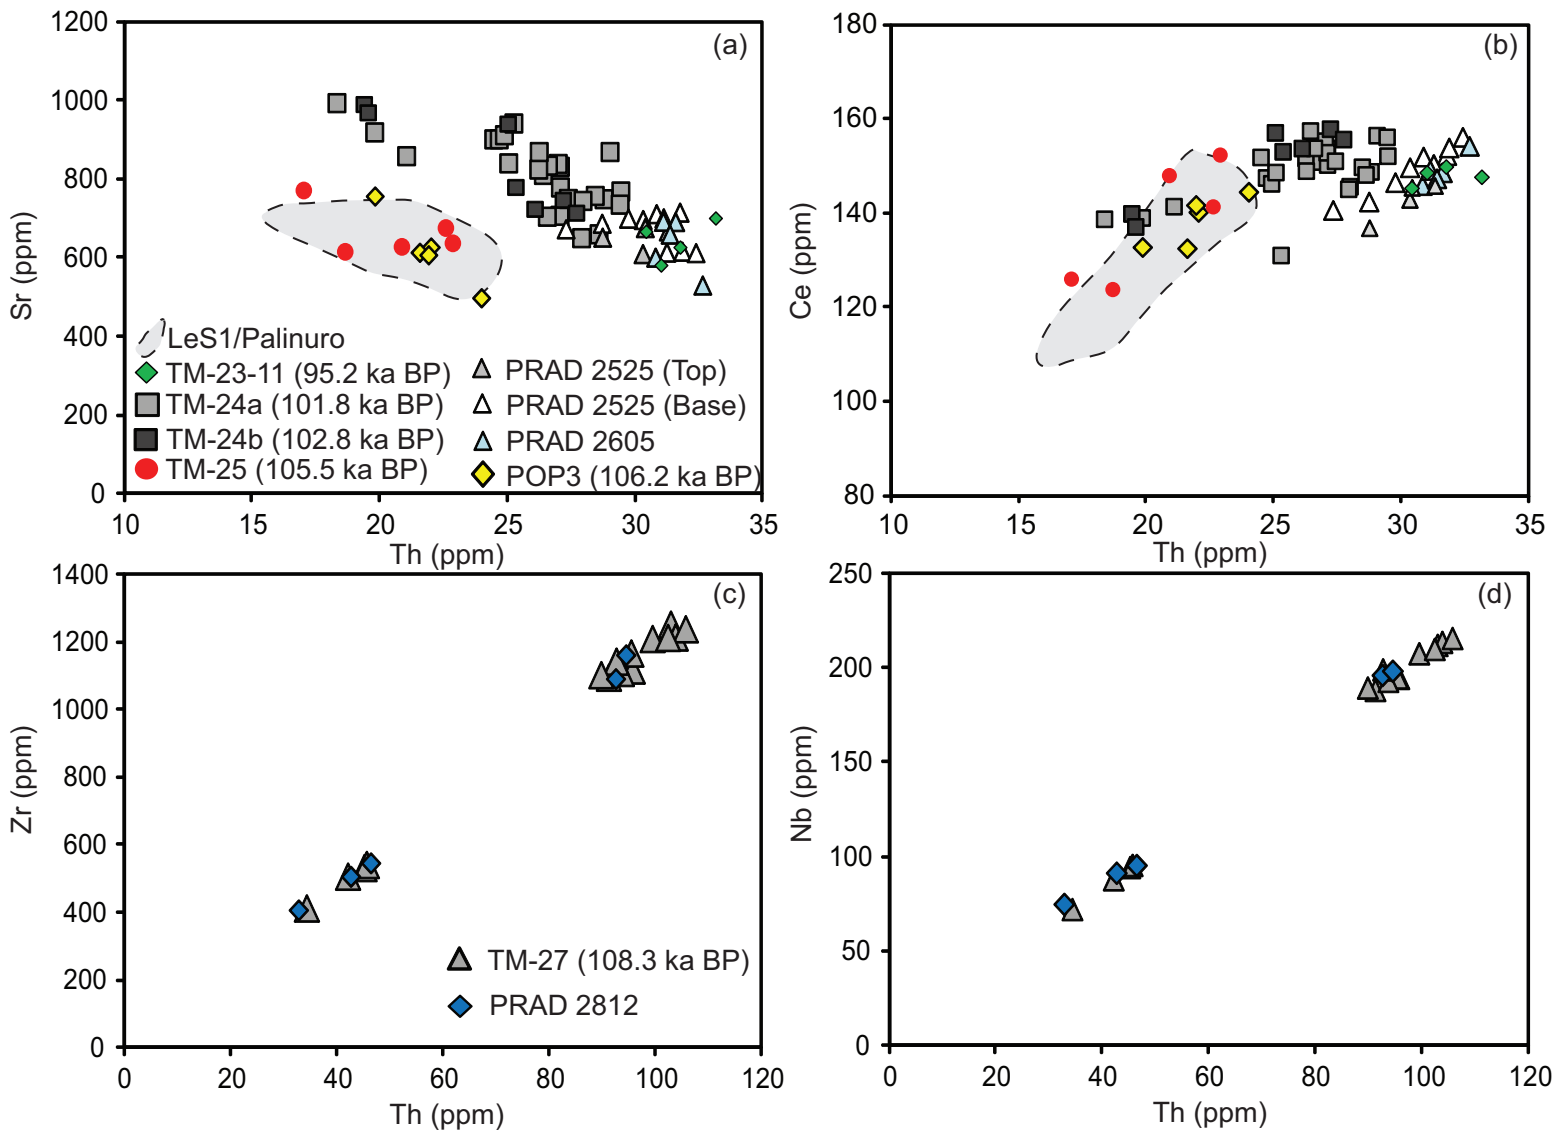 (a)
1200
1000
800
600
400
200
0
10
15
20
25
30
35
Sr (ppm)
Th (ppm)
LeS1/Palinuro
TM-23-11 (95.2 ka BP)
TM-24a (101.8 ka BP)
TM-24b (102.8 ka BP)
TM-25 (105.5 ka BP)
PRAD 2525 (Top)
PRAD 2525 (Base)
PRAD 2605
POP3 (106.2 ka BP)
(b)
180
160
140
120
100
80
10
15
20
25
30
35
Ce (ppm)
Th (ppm)
(c)
1400
1200
1000
800
600
400
200
0
0
20
40
60
80
100
120
Zr (ppm)
Th (ppm)
TM-27 (108.3 ka BP)
PRAD 2812
(d)
250
200
150
100
50
0
0
20
40
60
80
100
120
Nb (ppm)
Th (ppm)